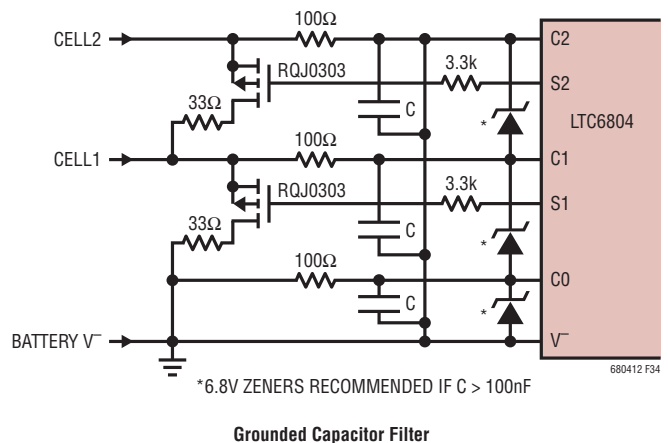 100Ω
CELL2
C2
3.3k
RQJ0303
S2
33Ω
C
LTC6804
*
100Ω
CELL1
C1
3.3k
RQJ0303
S1
33Ω
C
*
100Ω
C0
C
*
BATTERY V–
V–
680412 F34
*6.8V ZENERS RECOMMENDED IF C > 100nF
Grounded Capacitor Filter